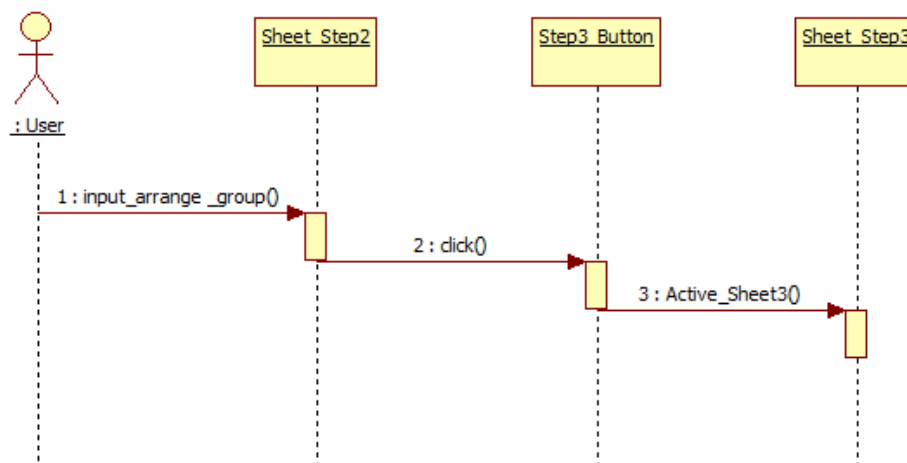 Sheet_Step2
Step3_Button
Sheet_Step3
: User
1 : input_arrange _group()
2 : click()
3 : Active_Sheet3()